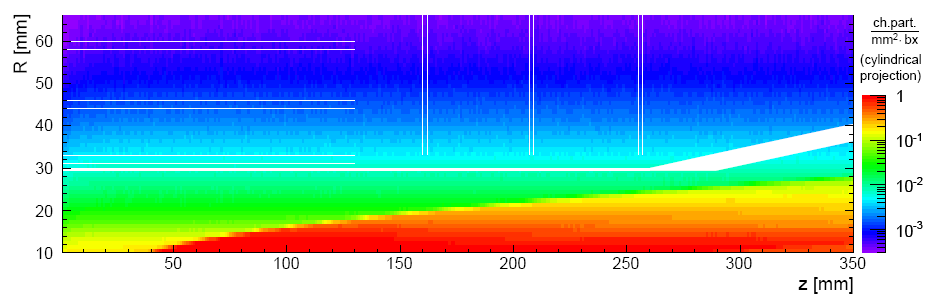 R [mm]
60
50
40
30
20
10
50
100
150
200
250
300
350
z [mm]
ch.part.
mm²· bx
(cylindrical
projection)
1
10⁻¹
10⁻²
10⁻³